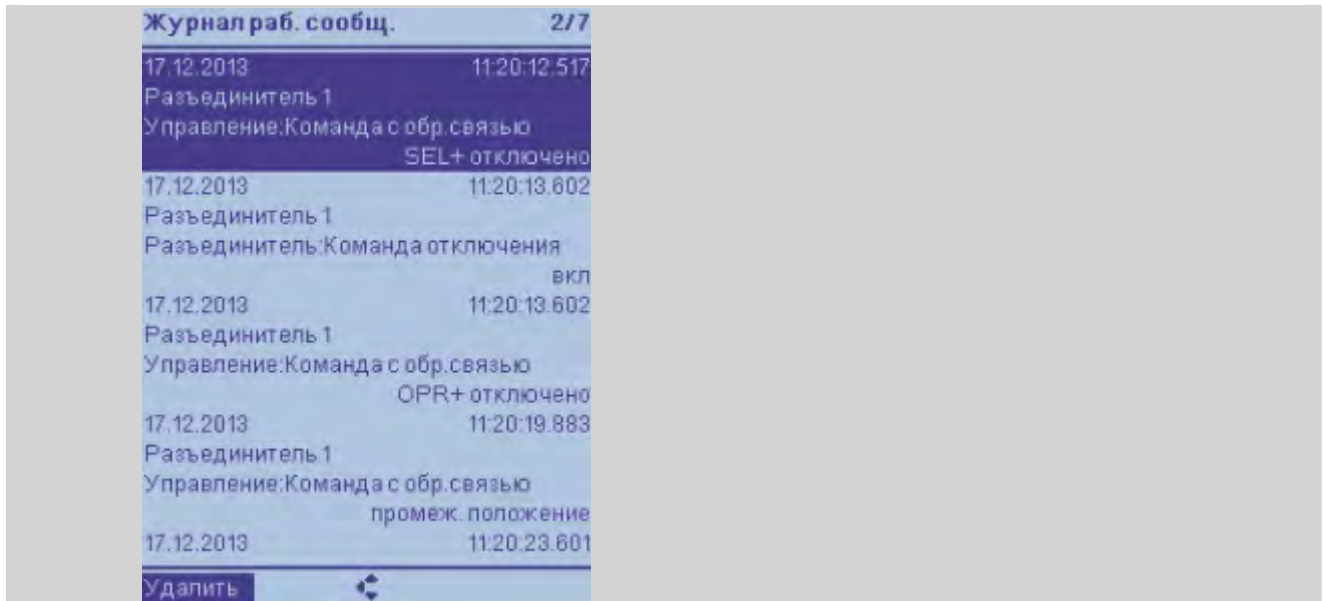 Журнал раб. сообщ. 2/7
17.12.2013 11:20:12.517
Разъединитель 1
Управление:Команда с обр.связью
SEL+ отключено
17.12.2013 11:20:13.602
Разъединитель 1
Разъединитель:Команда отключения
вкл
17.12.2013 11:20:13.602
Разъединитель 1
Управление:Команда с обр.связью
OPR+ отключено
17.12.2013 11:20:19.883
Разъединитель 1
Управление:Команда с обр.связью
промеж. положение
17.12.2013 11:20:23.601
Удалить